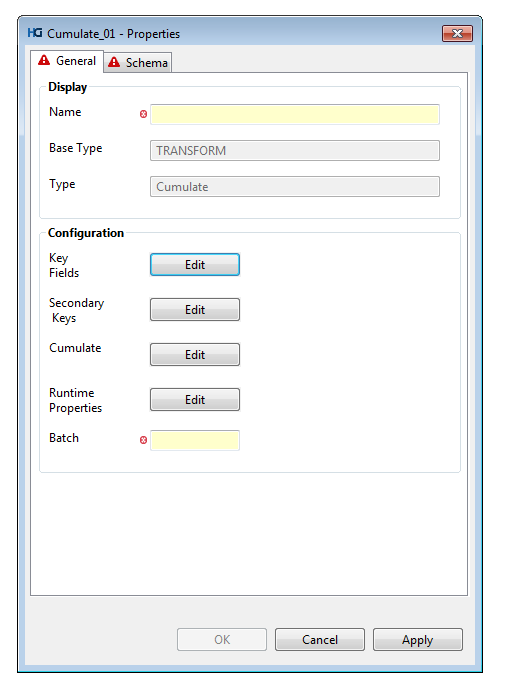 HG Cumulate_01 - Properties
General Schema
Display
Name
Base Type TRANSFORM
Type Cumulate
Configuration
Key
Fields Edit
Secondary
Keys Edit
Cumulate Edit
Runtime
Properties Edit
Batch
OK Cancel Apply